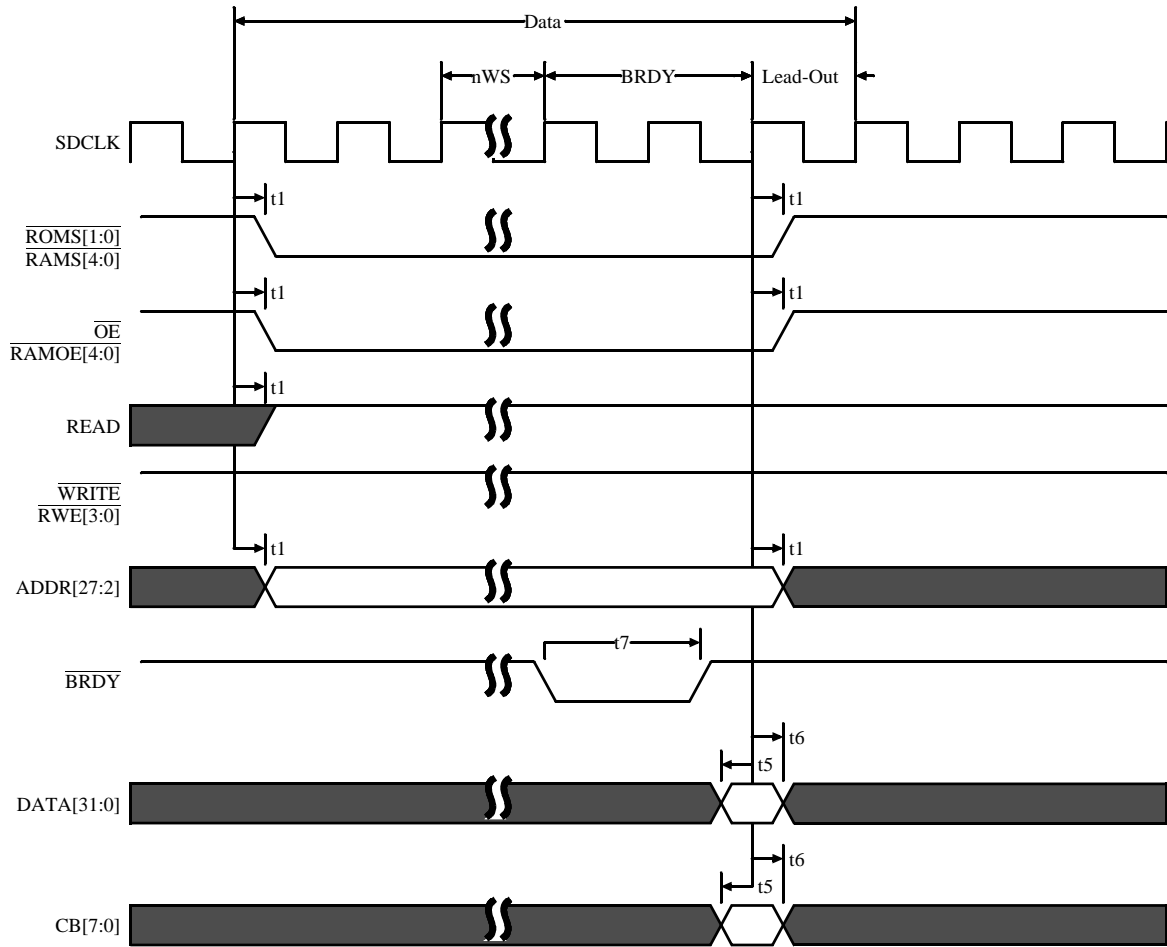 Data
nWS BRDY Lead-Out
SDCLK
t1 t1
ROMS[1:0]
RAMS[4:0]
t1 t1
OE
RAMOE[4:0]
t1
READ
WRITE
RWE[3:0]
t1 t1
ADDR[27:2]
t7
BRDY
t6
t5
DATA[31:0]
t6
t5
CB[7:0]